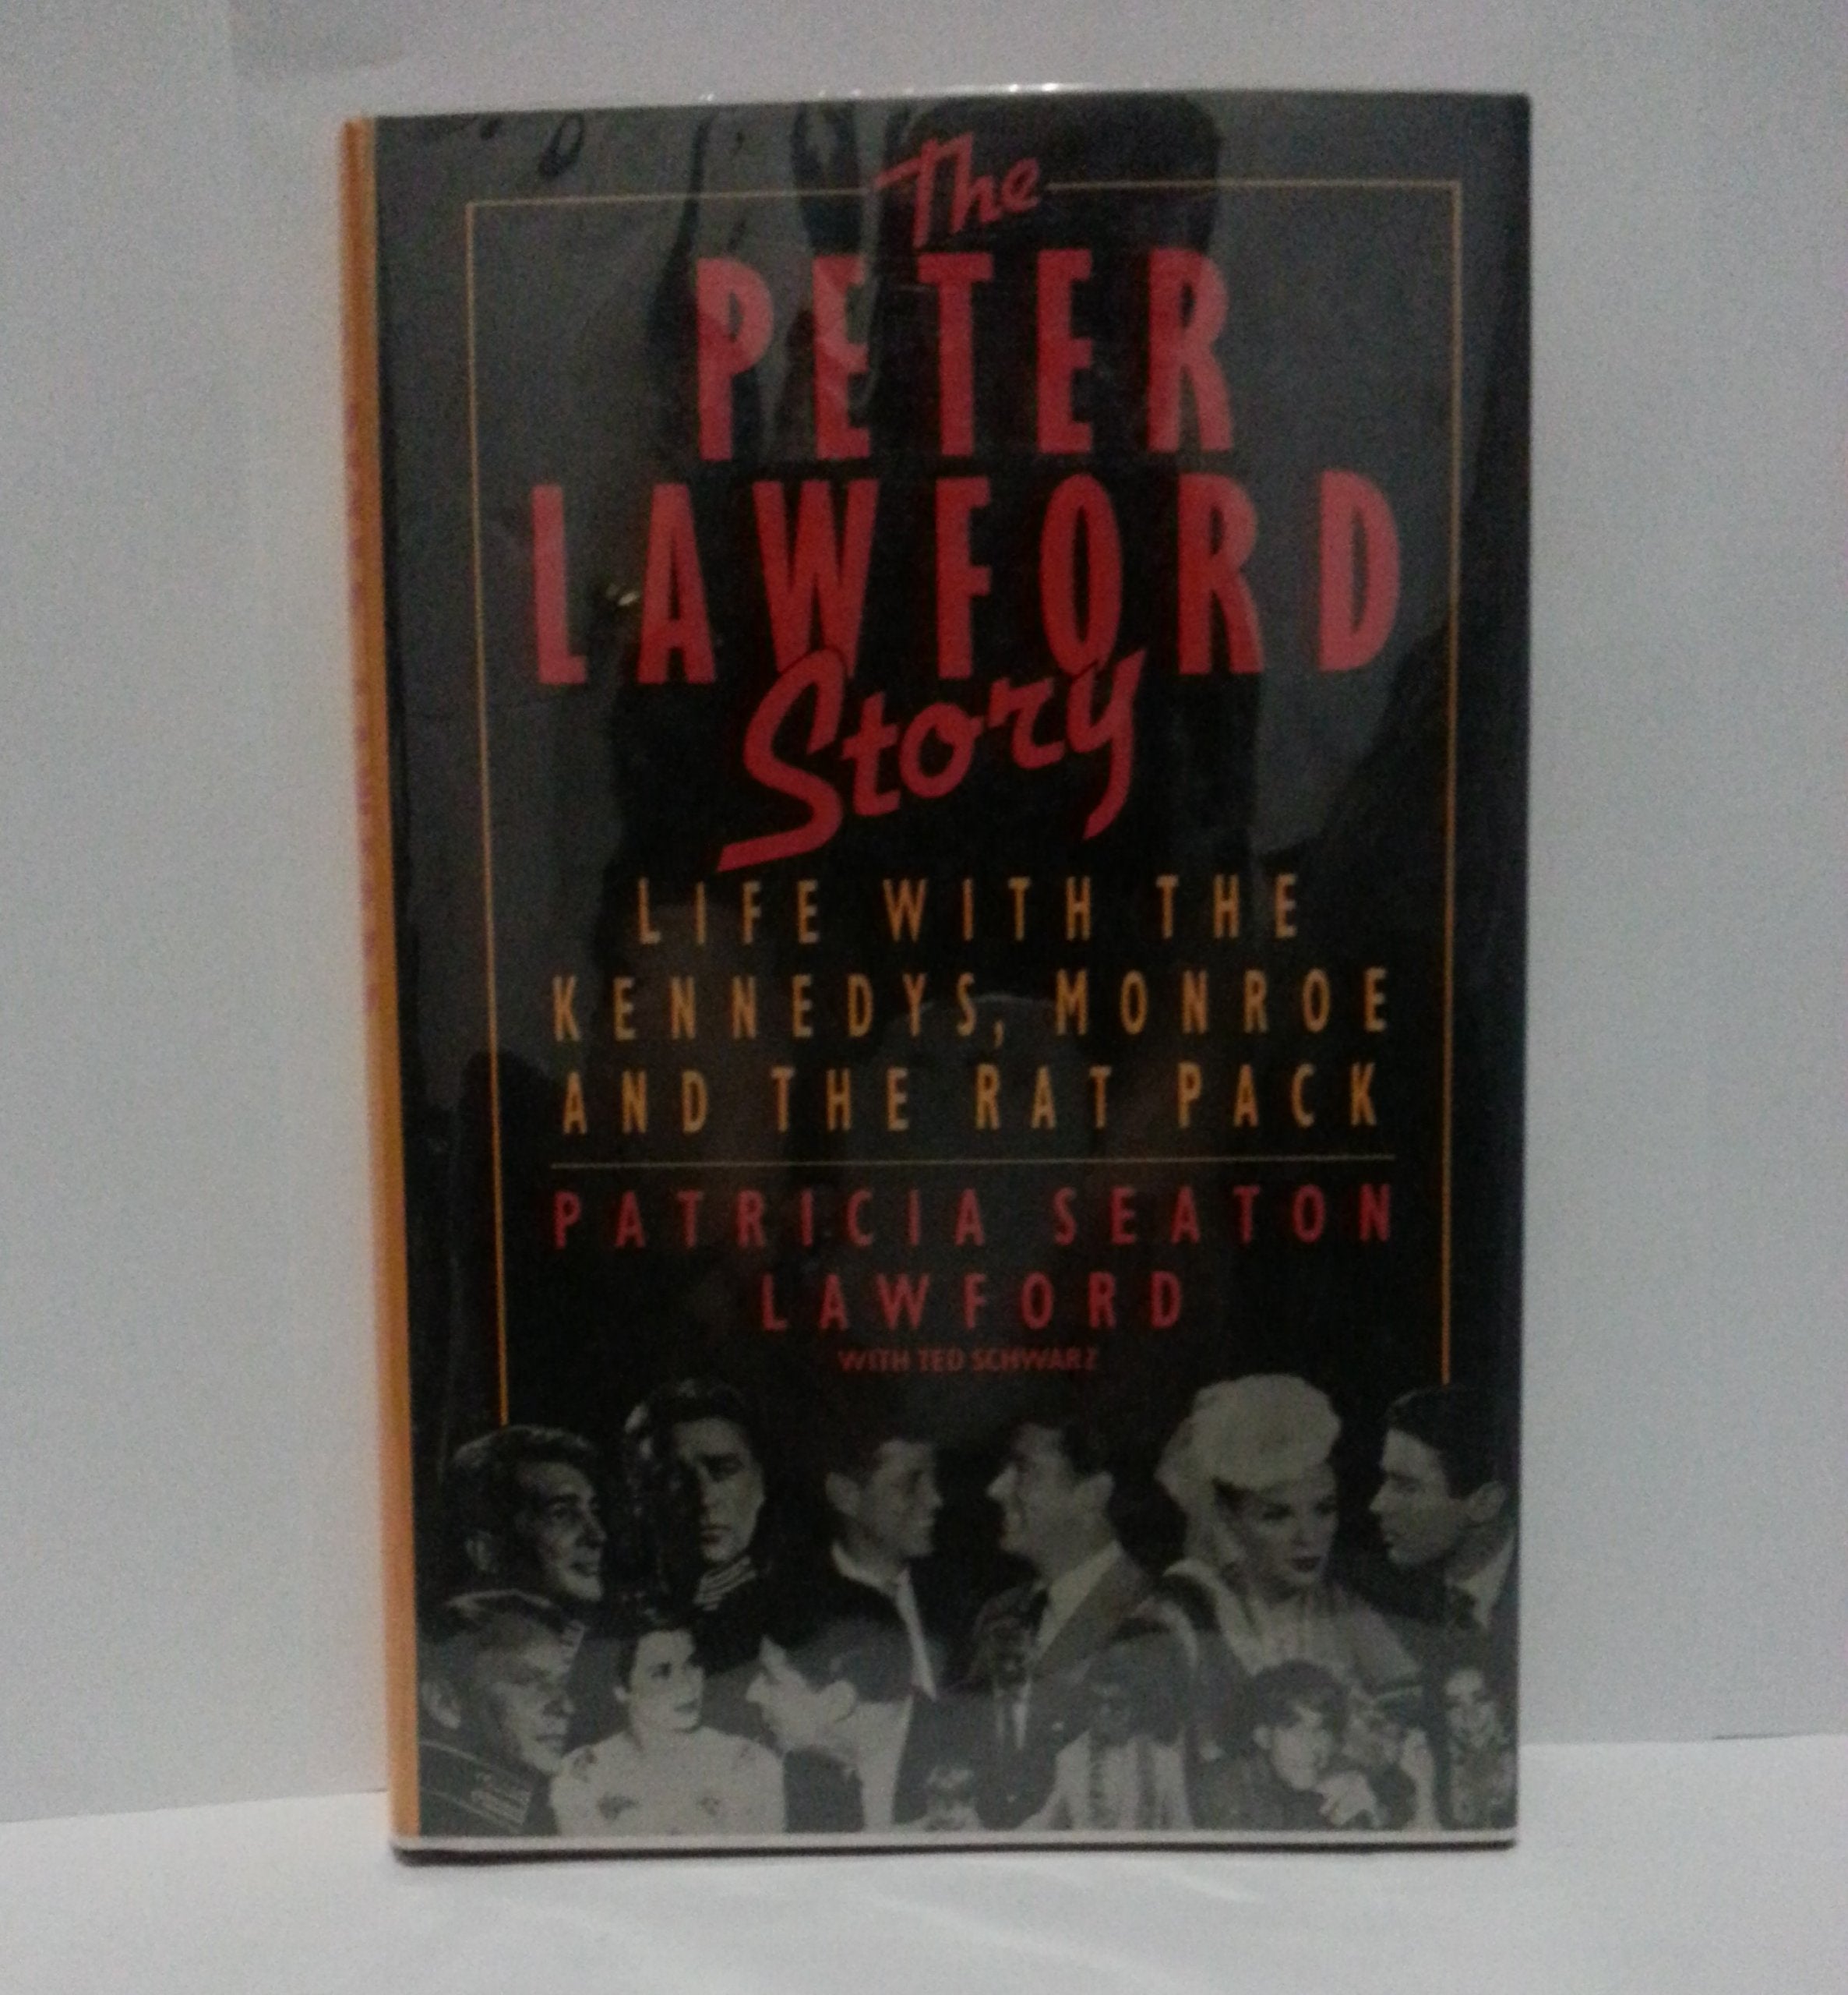 The
PETER
LAWFORD
Story
LIFE WITH THE
KENNEDYS, MONROE
AND THE RAT PACK
PATRICIA SEATON
LAWFORD
WITH TED SCHWARZ